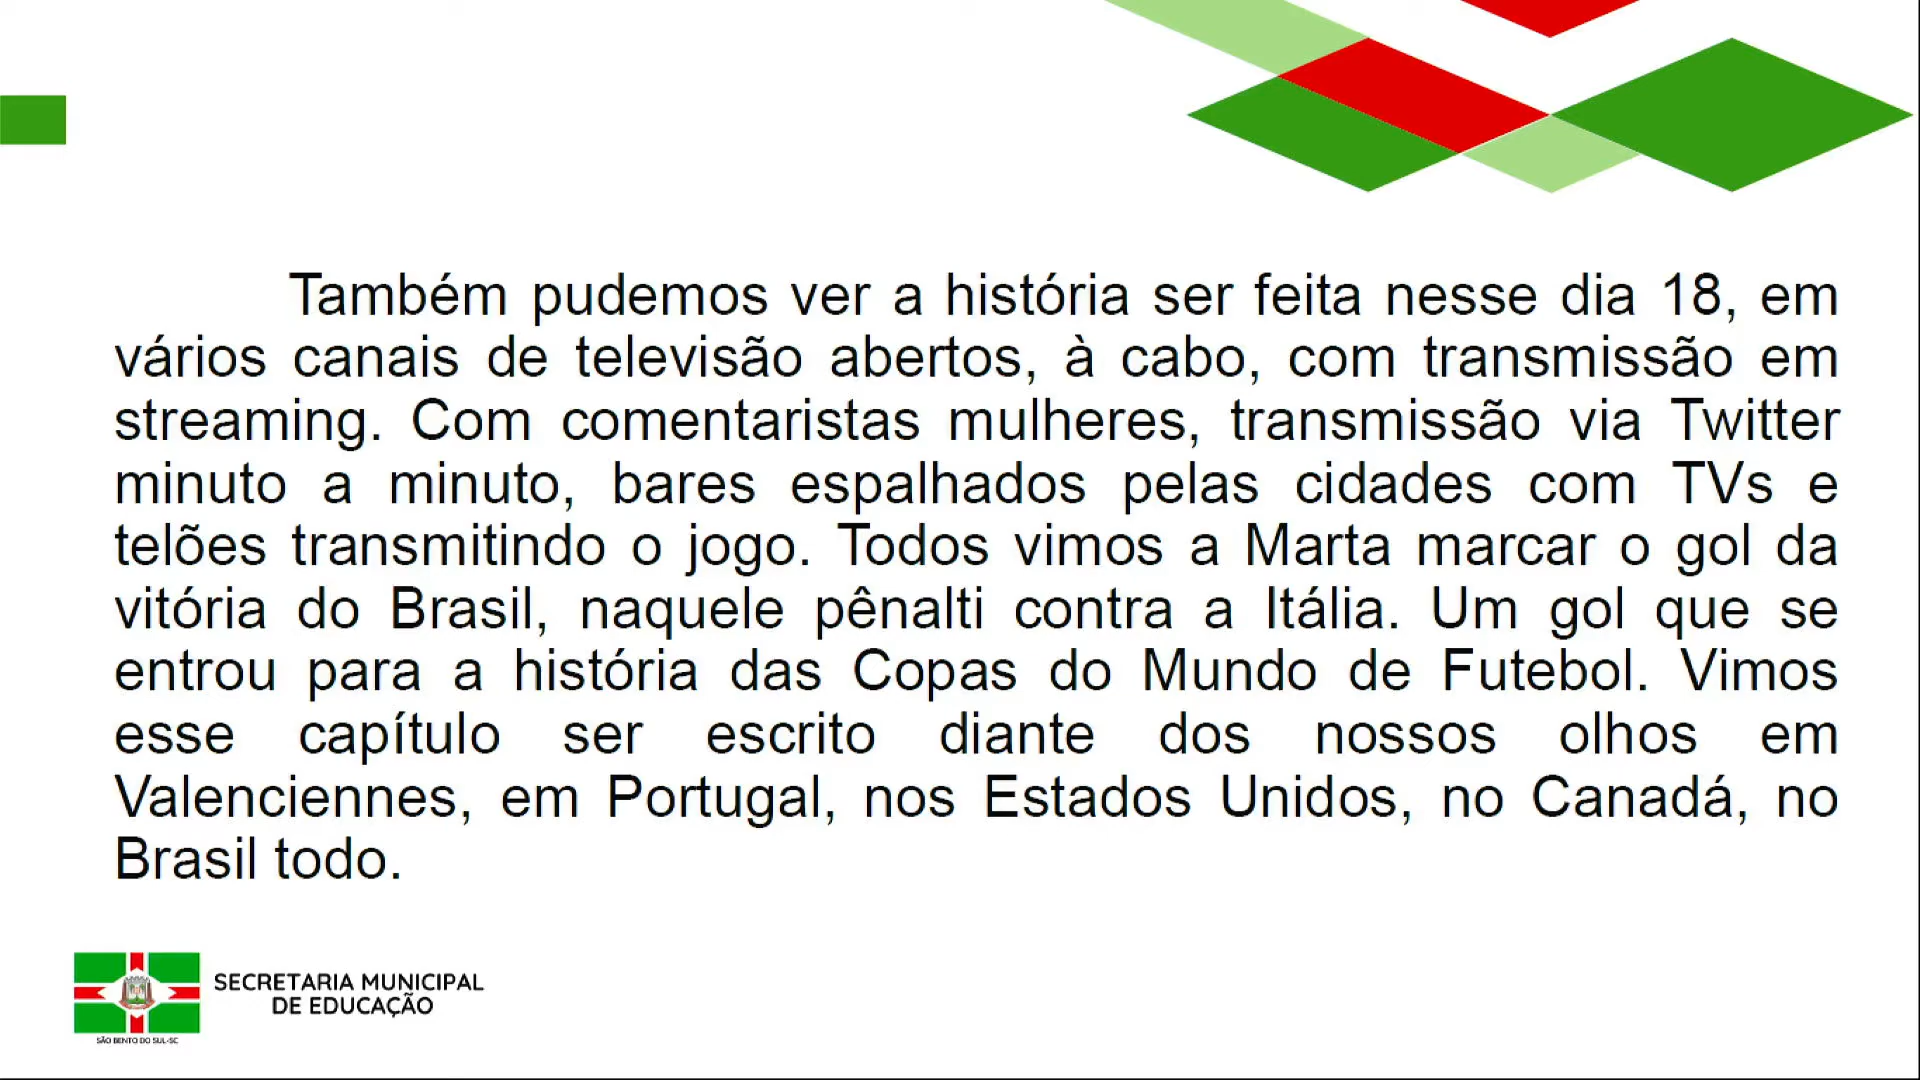 Também pudemos ver a história ser feita nesse dia 18, em
vários canais de televisão abertos, à cabo, com transmissão em
streaming. Com comentaristas mulheres, transmissão via Twitter
minuto a minuto, bares espalhados pelas cidades com TVs e
telões transmitindo o jogo. Todos vimos a Marta marcar o gol da
vitória do Brasil, naquele pênalti contra a Itália. Um gol que se
entrou para a história das Copas do Mundo de Futebol. Vimos
esse capítulo ser escrito diante dos nossos olhos em
Valenciennes, em Portugal, nos Estados Unidos, no Canadá, no
Brasil todo.
SECRETARIA MUNICIPAL
DE EDUCAÇÃO
SÃO BENTO DO SUL-SC